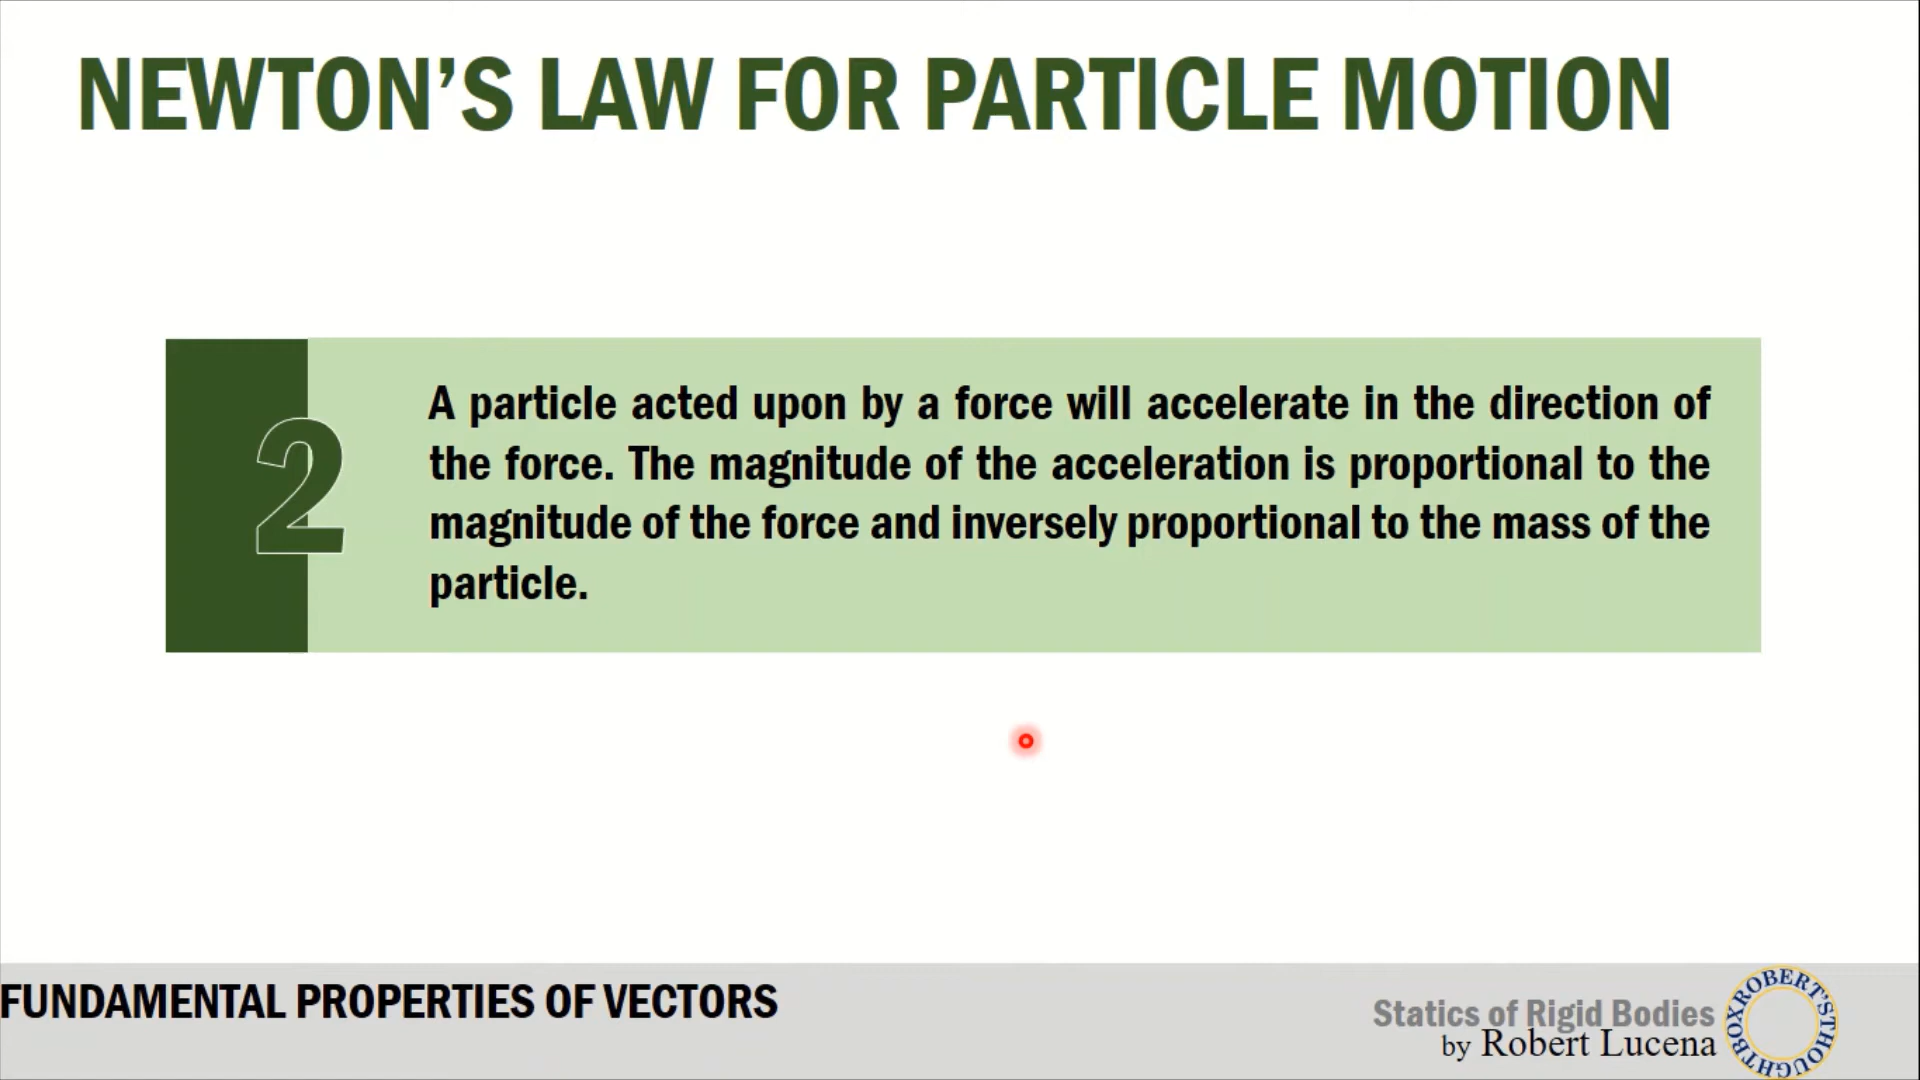 NEWTON’S LAW FOR PARTICLE MOTION
2
A particle acted upon by a force will accelerate in the direction of
the force. The magnitude of the acceleration is proportional to the
magnitude of the force and inversely proportional to the mass of the
particle.
FUNDAMENTAL PROPERTIES OF VECTORS
Statics of Rigid Bodies
by Robert Lucena
ROBERT'S THOUGHT BOX